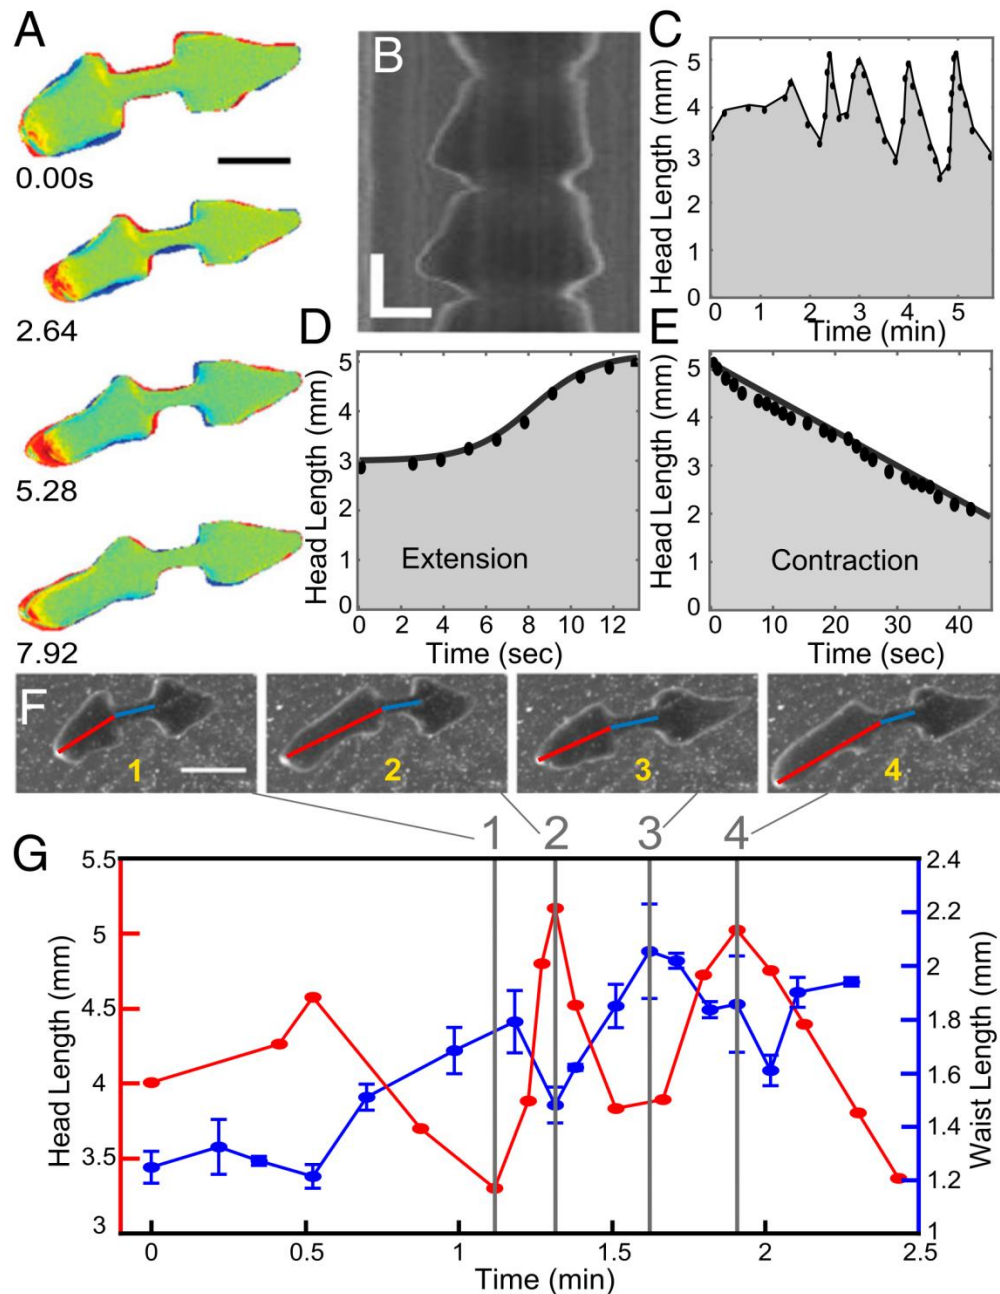 A
0.00s
2.64
5.28
7.92
B
C
Head Length (mm)
5
4
3
2
1
0
0 1 2 3 4 5
Time (min)
D
Head Length (mm)
5
4
3
2
1
0
Extension
0 2 4 6 8 10 12
Time (sec)
E
Head Length (mm)
5
4
3
2
1
0
Contraction
0 10 20 30 40
Time (sec)
F
1
2
3
4
1 2 3 4
G
Head Length (mm)
5.5
5
4.5
4
3.5
3
2.4
2.2
2
1.8
1.6
1.4
1.2
1
Waist Length (mm)
0 0.5 1 1.5 2 2.5
Time (min)